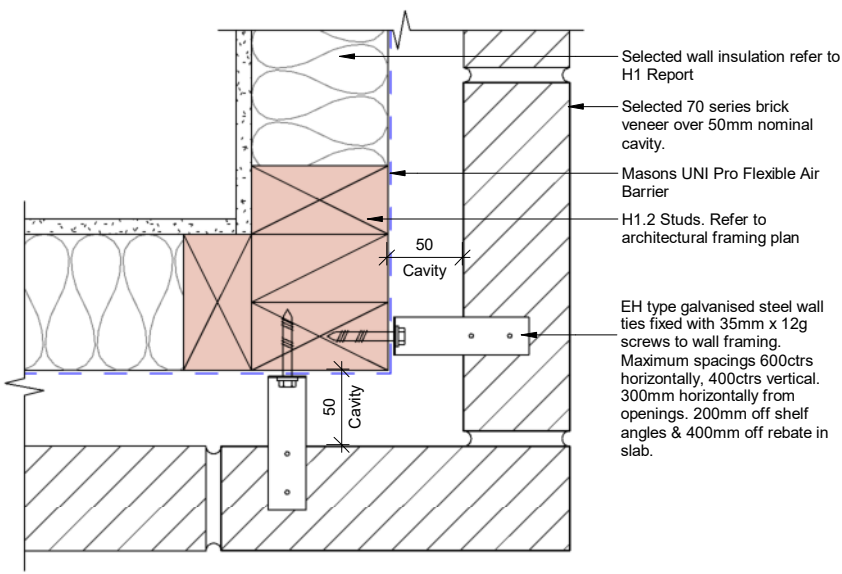 Selected wall insulation refer to
H1 Report
Selected 70 series brick
veneer over 50mm nominal
cavity.
Masons UNI Pro Flexible Air
Barrier
H1.2 Studs. Refer to
architectural framing plan
50
Cavity
EH type galvanised steel wall
ties fixed with 35mm x 12g
screws to wall framing.
Maximum spacings 600ctrs
horizontally, 400ctrs vertical.
300mm horizontally from
openings. 200mm off shelf
angles & 400mm off rebate in
slab.
50
Cavity